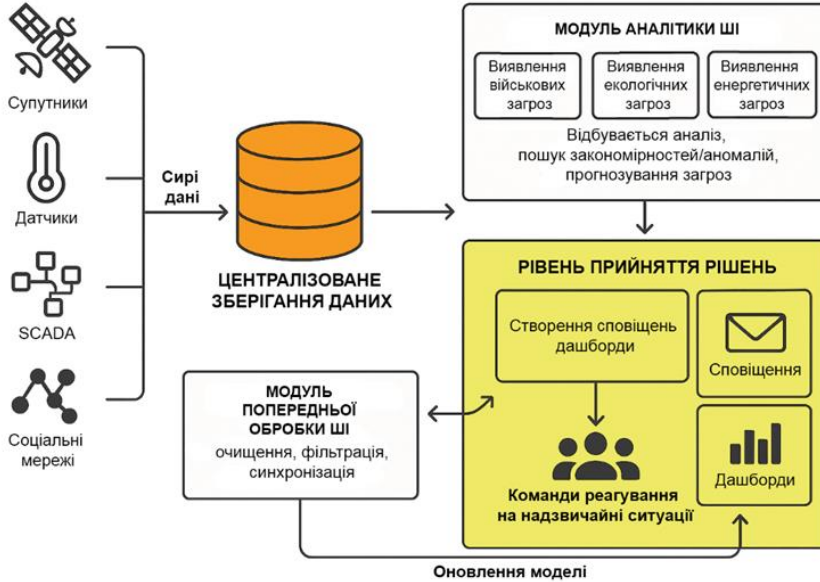 Супутники
Датчики
SCADA
Соціальні
мережі
Сирі
дані
ЦЕНТРАЛІЗОВАНЕ
ЗБЕРІГАННЯ ДАНИХ
МОДУЛЬ АНАЛІТИКИ ШІ
Виявлення
військових
загроз
Виявлення
екологічних
загроз
Виявлення
енергетичних
загроз
Відбувається аналіз,
пошук закономірностей/аномалій,
прогнозування загроз
РІВЕНЬ ПРИЙНЯТТЯ РІШЕНЬ
Створення сповіщень
дашборди
Сповіщення
Дашборди
Команди реагування
на надзвичайні ситуації
МОДУЛЬ
ПОПЕРЕДНЬОЇ
ОБРОБКИ ШІ
очищення, фільтрація,
синхронізація
Оновлення моделі